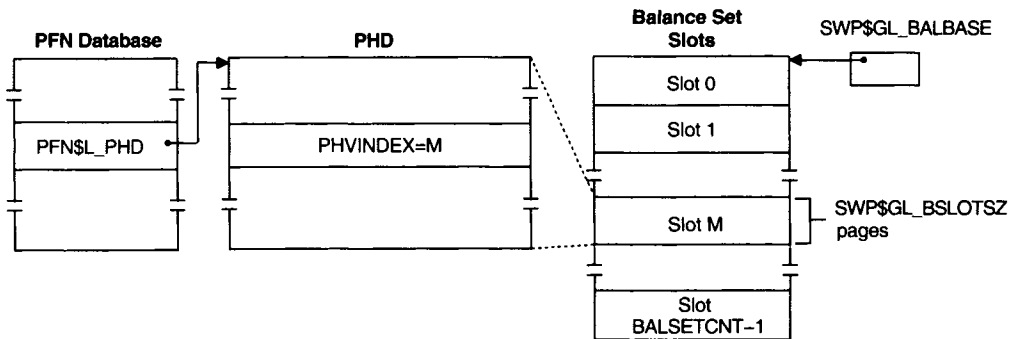 PFN Database
PHD
Balance Set
Slots
SWP$GL_BALBASE
Slot 0
PFN$L_PHD
PHVINDEX=M
Slot 1
Slot M
SWP$GL_BSLOTSZ
pages
Slot
BALSETCNT–1